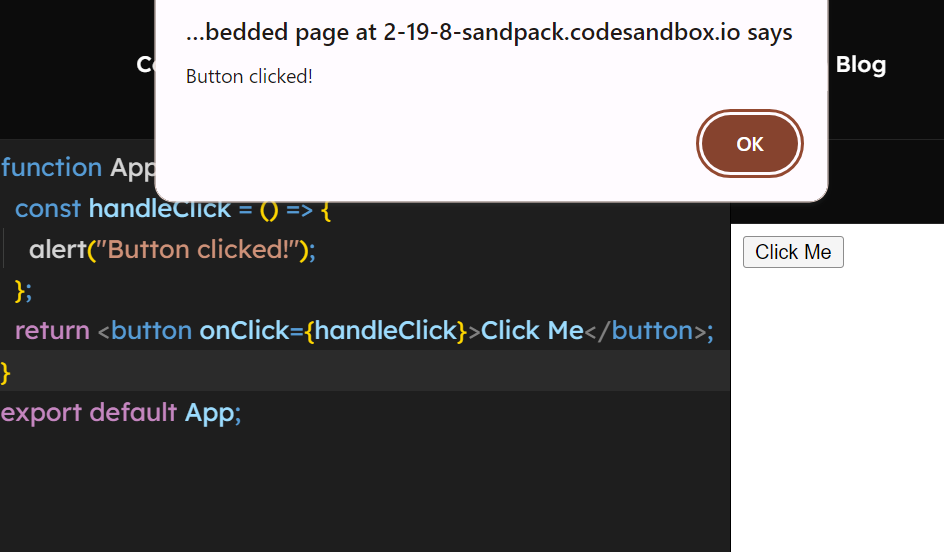 ...bedded page at 2-19-8-sandpack.codesandbox.io says
Button clicked!
OK
Blog
function App
const handleClick = () => {
alert("Button clicked!");
};
return <button onClick={handleClick}>Click Me</button>;
}
export default App;
Click Me